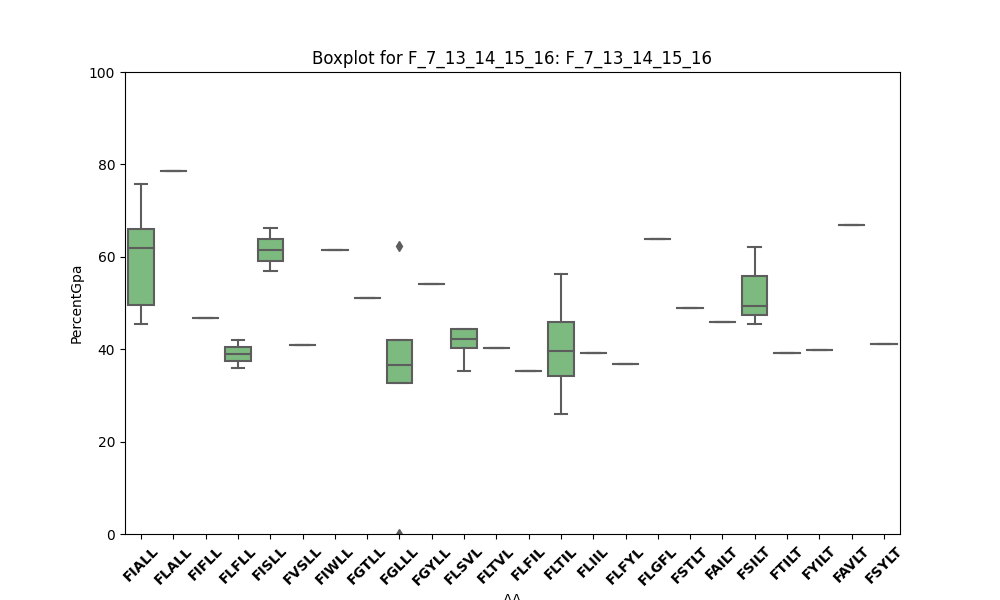 Boxplot for F_7_13_14_15_16: F_7_13_14_15_16
100
80
60
40
20
0
PercentGpa
FIALL
FLALL
FIFLL
FLFLL
FISLL
FVSLL
FIWLL
FGTLL
FGLLL
FGYLL
FLSVL
FLTVL
FLFIL
FLTIL
FLIIL
FLFYL
FLGFL
FSTLT
FAILT
FSILT
FTILT
FYILT
FAVLT
FSYLT
AA